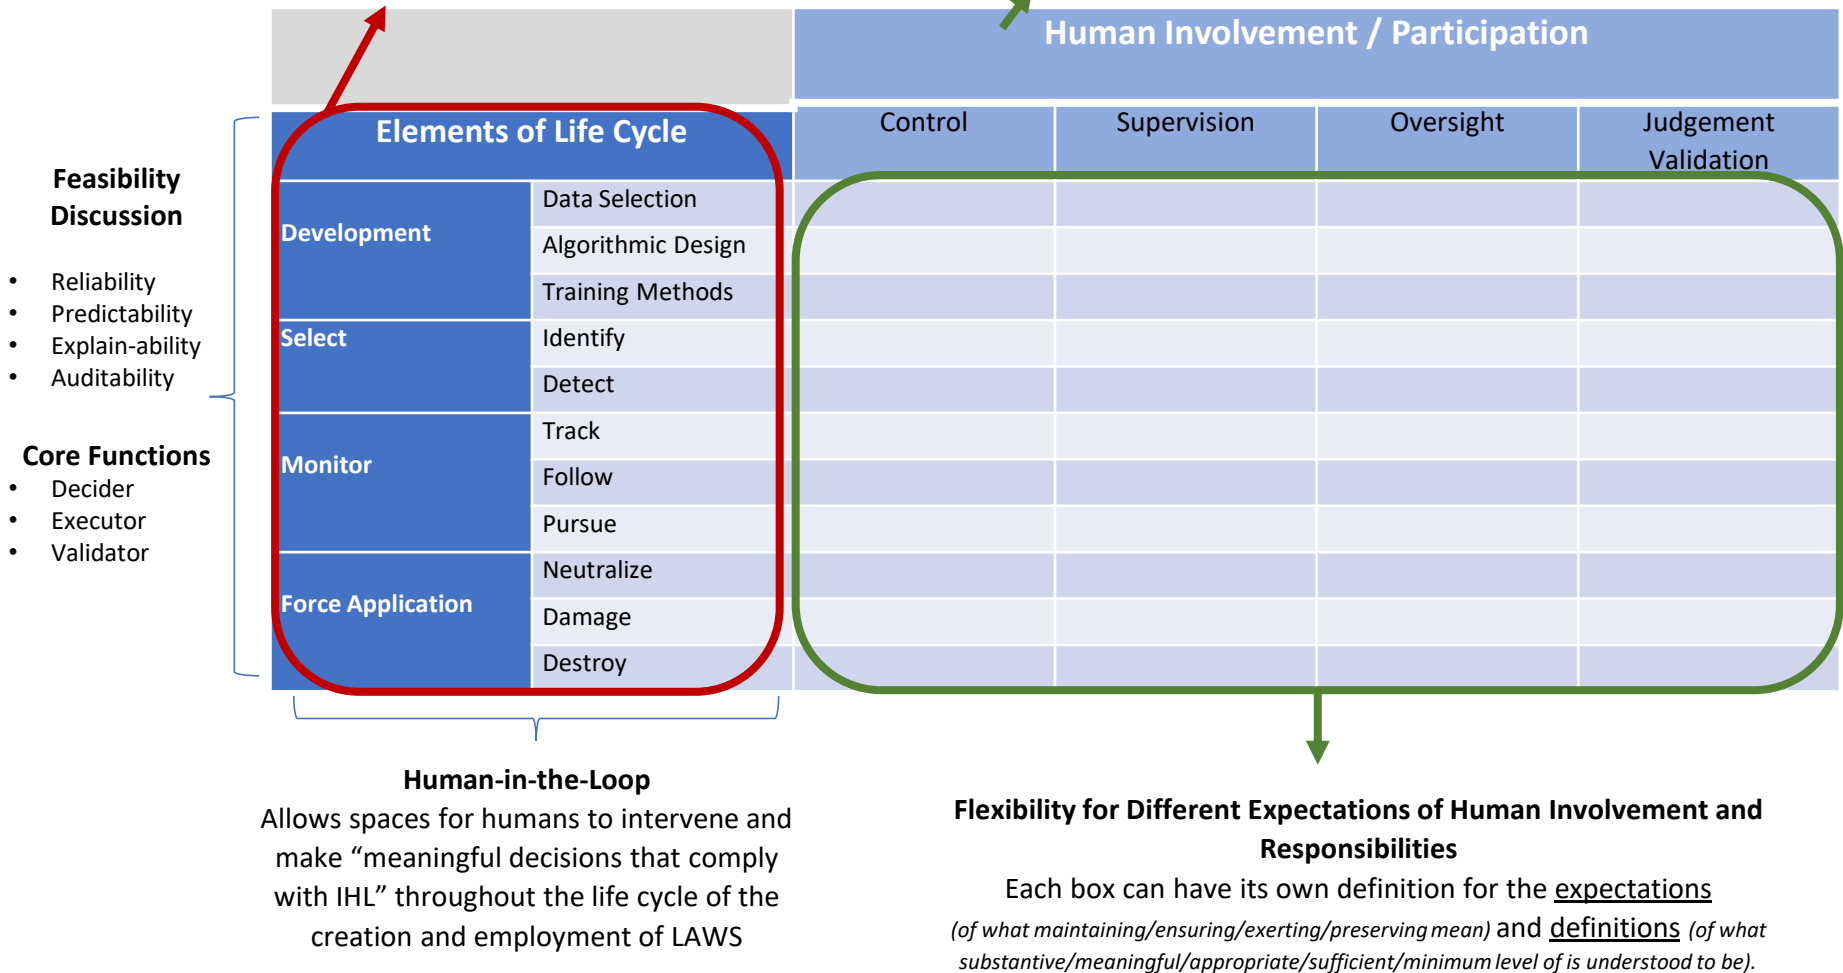 Human Involvement / Participation
Elements of Life Cycle
Control
Supervision
Oversight
Judgement
Validation
Feasibility
Discussion
• Reliability
• Predictability
• Explain-ability
• Auditability
Core Functions
• Decider
• Executor
• Validator
Development
Data Selection
Algorithmic Design
Training Methods
Select
Identify
Detect
Monitor
Track
Follow
Pursue
Force Application
Neutralize
Damage
Destroy
Human-in-the-Loop
Allows spaces for humans to intervene and
make “meaningful decisions that comply
with IHL” throughout the life cycle of the
creation and employment of LAWS
Flexibility for Different Expectations of Human Involvement and
Responsibilities
Each box can have its own definition for the expectations
(of what maintaining/ensuring/exerting/preserving mean) and definitions (of what
substantive/meaningful/appropriate/sufficient/minimum level of is understood to be).